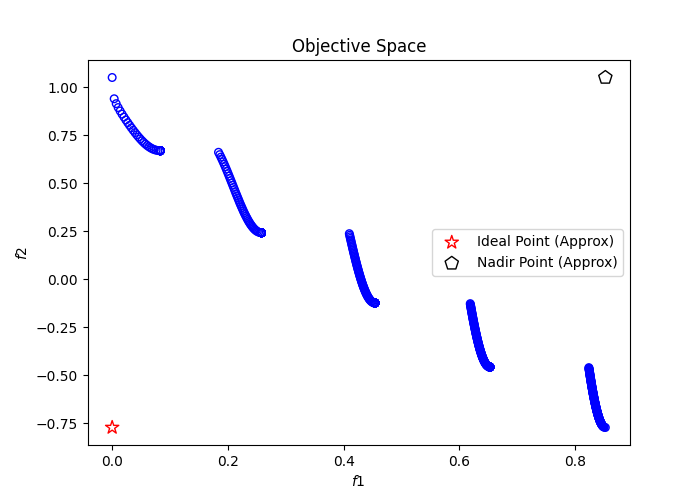 Objective Space
f2
1.00
0.75
0.50
0.25
0.00
−0.25
−0.50
−0.75
Ideal Point (Approx)
Nadir Point (Approx)
0.0 0.2 0.4 0.6 0.8
f1